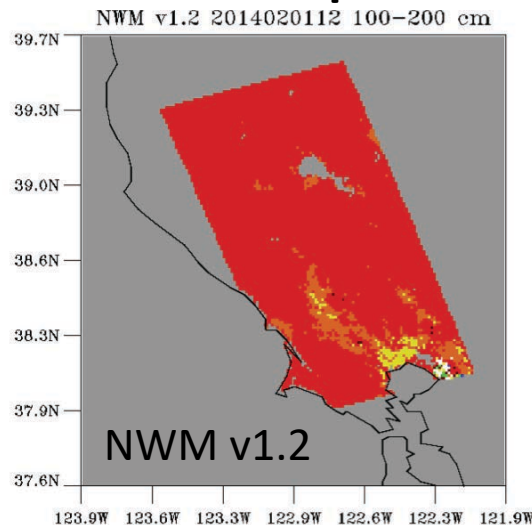 NWM v1.2 2014020112 100-200 cm
39.7N
39.3N
39.0N
38.6N
38.3N
37.9N
37.6N
NWM v1.2
123.9W 123.6W 123.3W 122.9W 122.6W 122.3W 121.9W